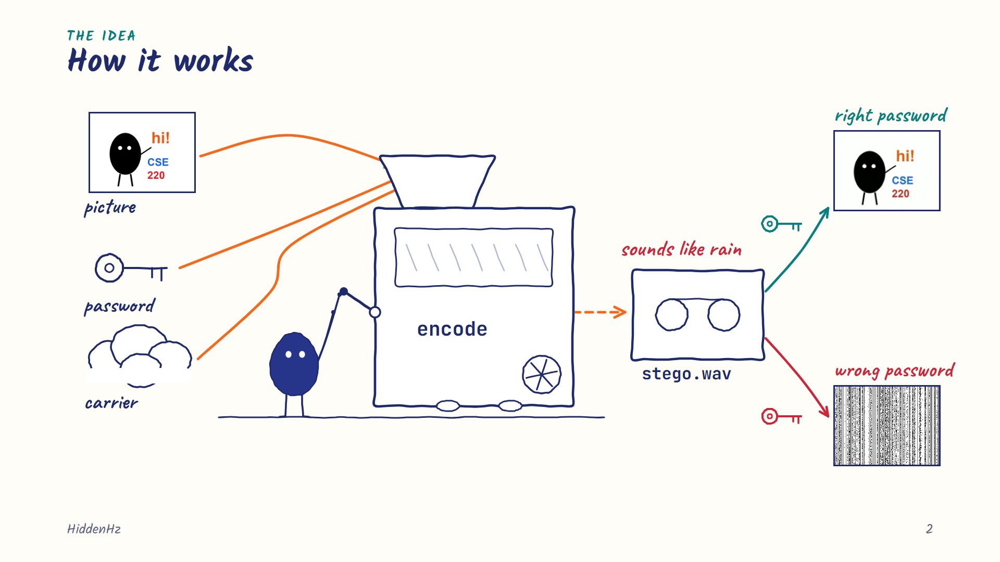 THE IDEA
How it works
hi!
CSE
220
picture
password
carrier
encode
sounds like rain
stego.wav
right password
hi!
CSE
220
wrong password
HiddenHz
2